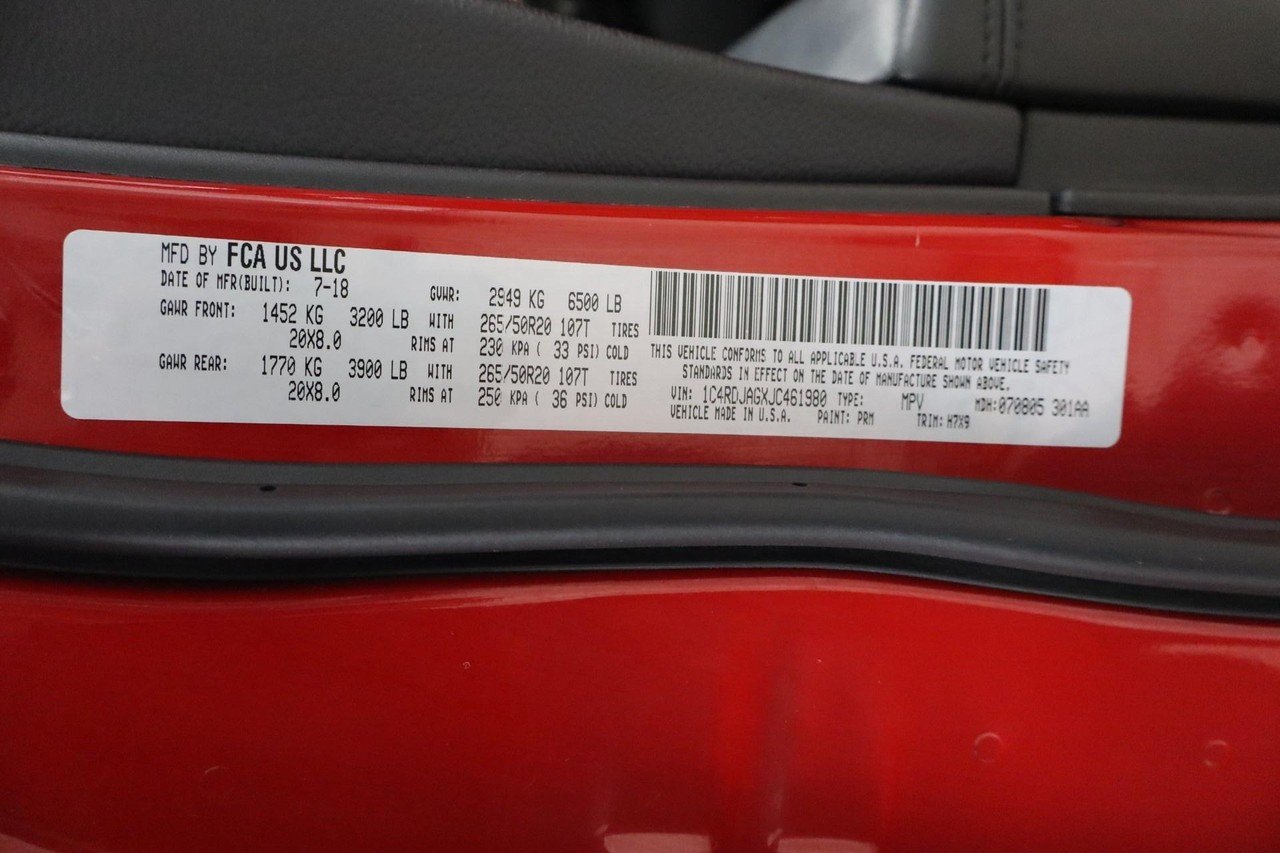 MFD BY FCA US LLC
DATE OF MFR(BUILT): 7-18 GVWR: 2949 KG 6500 LB
GAWR FRONT: 1452 KG 3200 LB WITH 265/50R20 107T TIRES
20X8.0 RIMS AT 230 KPA ( 33 PSI) COLD
GAWR REAR: 1770 KG 3900 LB WITH 265/50R20 107T TIRES
20X8.0 RIMS AT 250 KPA ( 36 PSI) COLD
THIS VEHICLE CONFORMS TO ALL APPLICABLE U.S.A. FEDERAL MOTOR VEHICLE SAFETY
STANDARDS IN EFFECT ON THE DATE OF MANUFACTURE SHOWN ABOVE.
VIN: 1C4RDJAGXJC461980 TYPE: MPV MDH:070805 301AA
VEHICLE MADE IN U.S.A. PAINT: PRM TRIM: H7X9